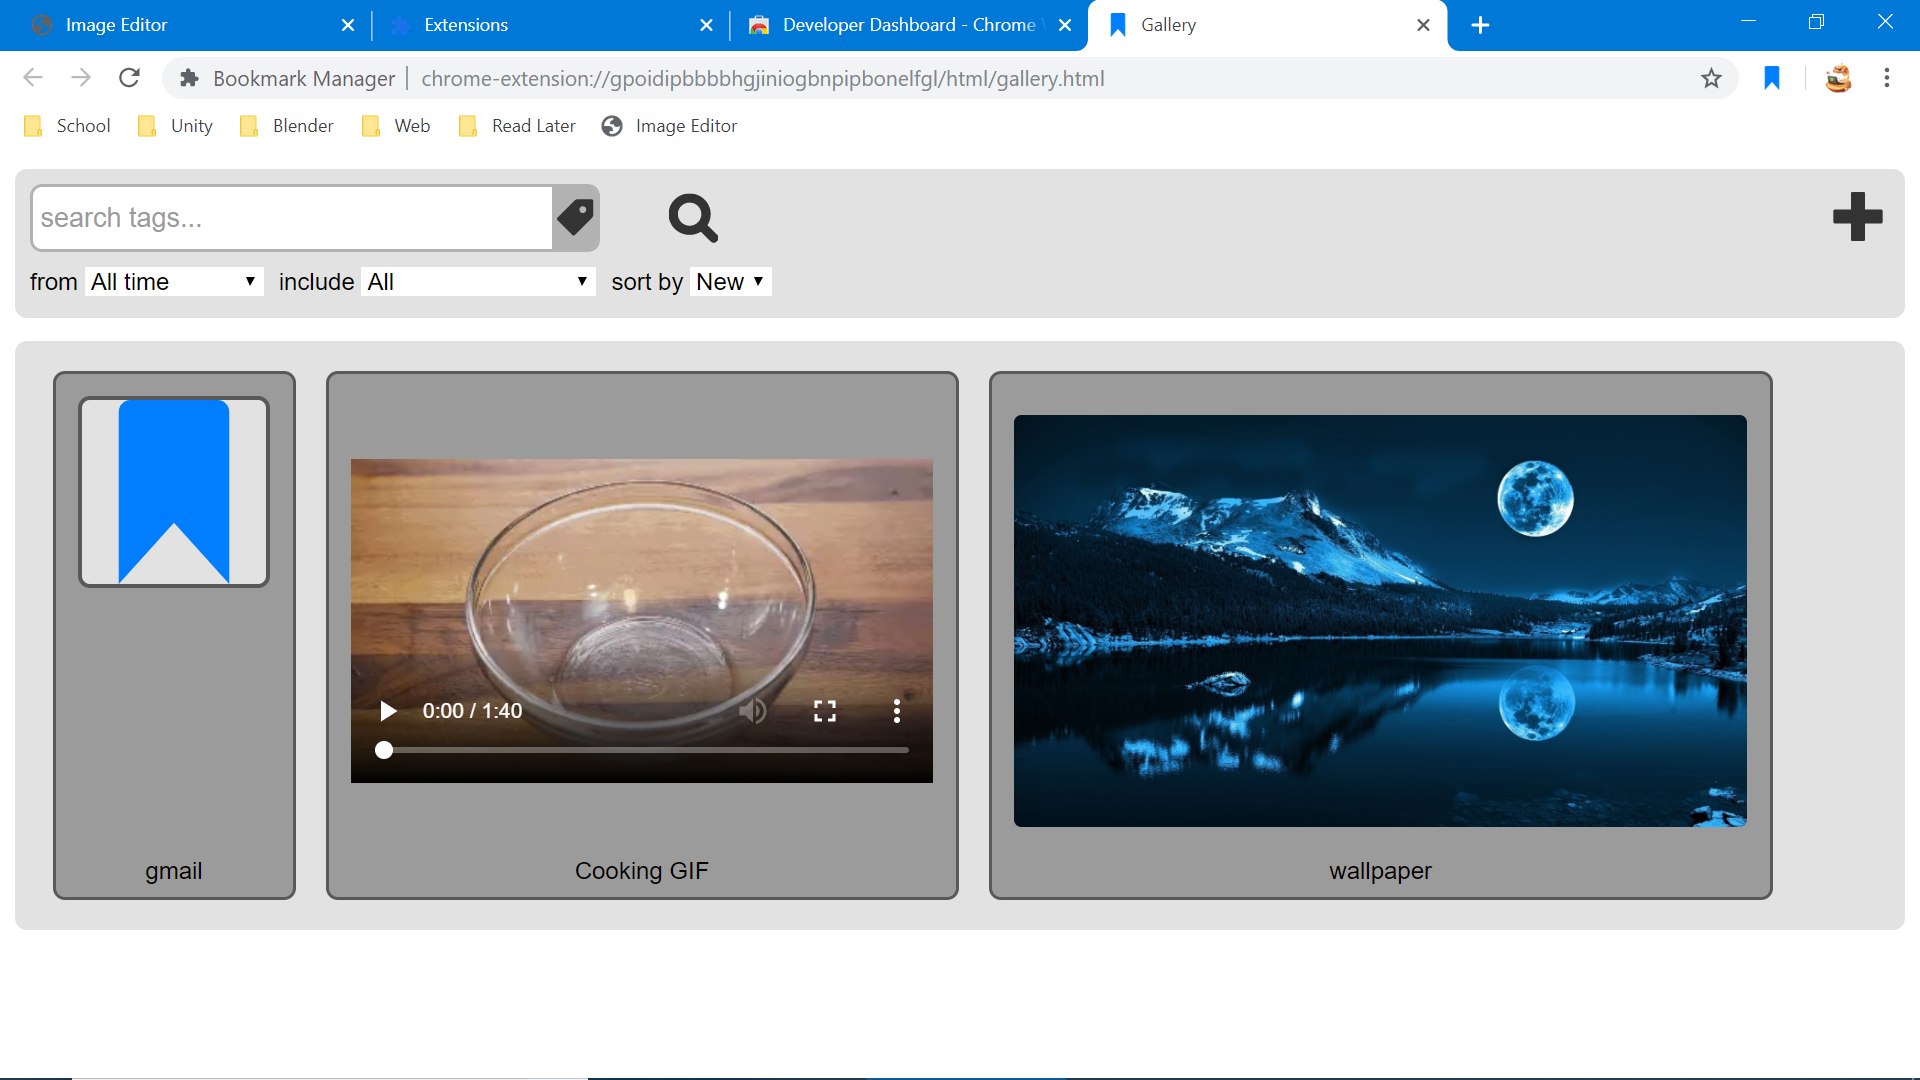 Image Editor
Extensions
Developer Dashboard - Chrome
Gallery
Bookmark Manager | chrome-extension://gpoidipbbbbhgjiniogbnpipbonelfgl/html/gallery.html
School Unity Blender Web Read Later Image Editor
search tags...
from All time include All sort by New
0:00 / 1:40
gmail
Cooking GIF
wallpaper